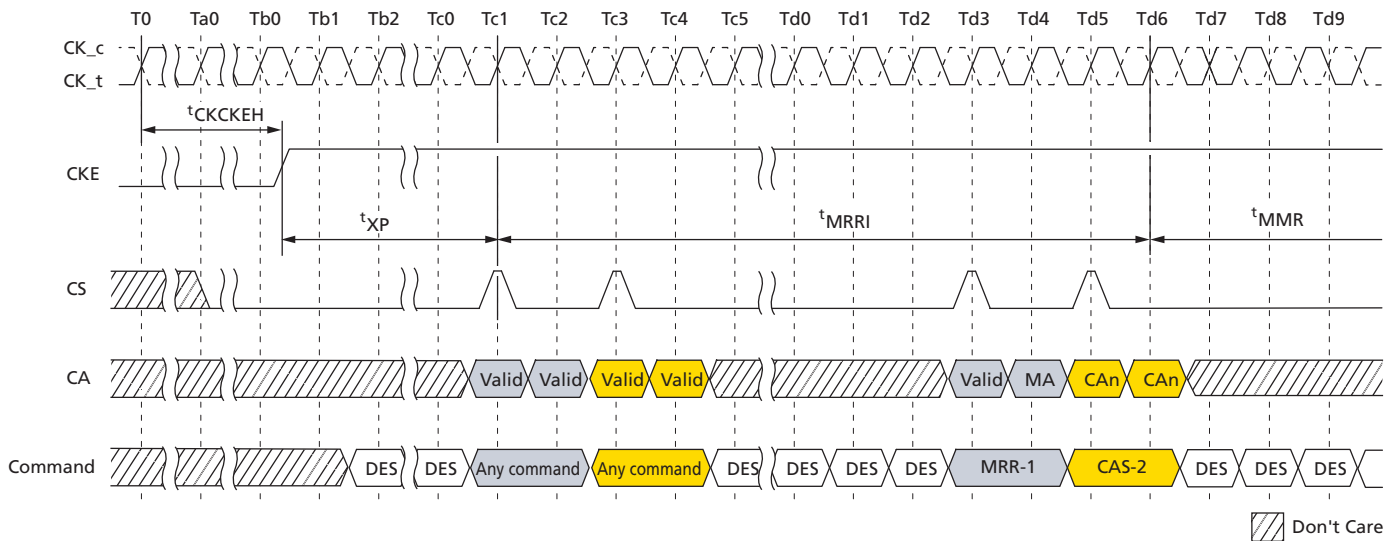 T0 Ta0 Tb0 Tb1 Tb2 Tc0 Tc1 Tc2 Tc3 Tc4 Tc5 Td0 Td1 Td2 Td3 Td4 Td5 Td6 Td7 Td8 Td9
CK_c
CK_t
tCKCKEH
CKE
tXP tMRRI tMMR
CS
CA Valid Valid Valid Valid Valid MA CAn CAn
Command DES DES Any command Any command DES DES DES DES MRR-1 CAS-2 DES DES DES
Don't Care